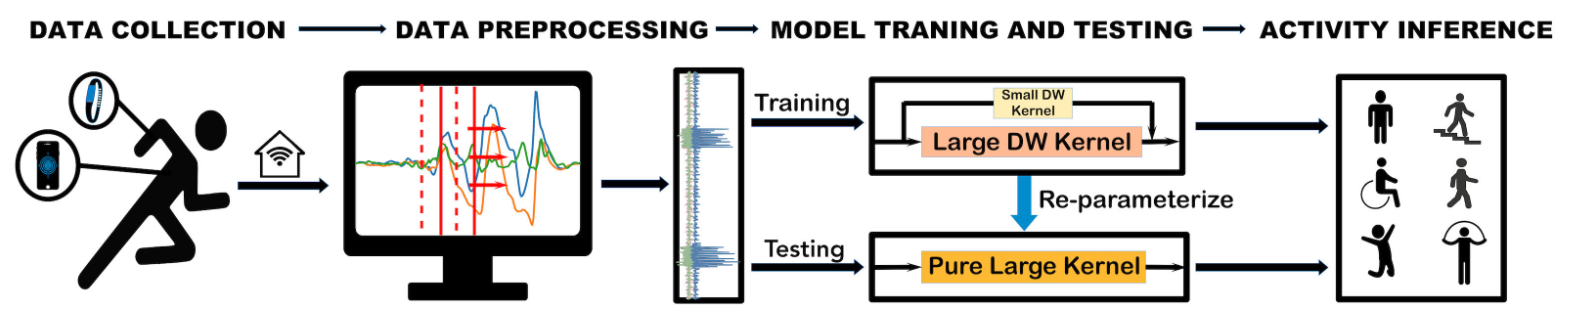 DATA COLLECTION
DATA PREPROCESSING
MODEL TRANING AND TESTING
ACTIVITY INFERENCE
Training
Small DW
Kernel
Large DW Kernel
Re-parameterize
Testing
Pure Large Kernel